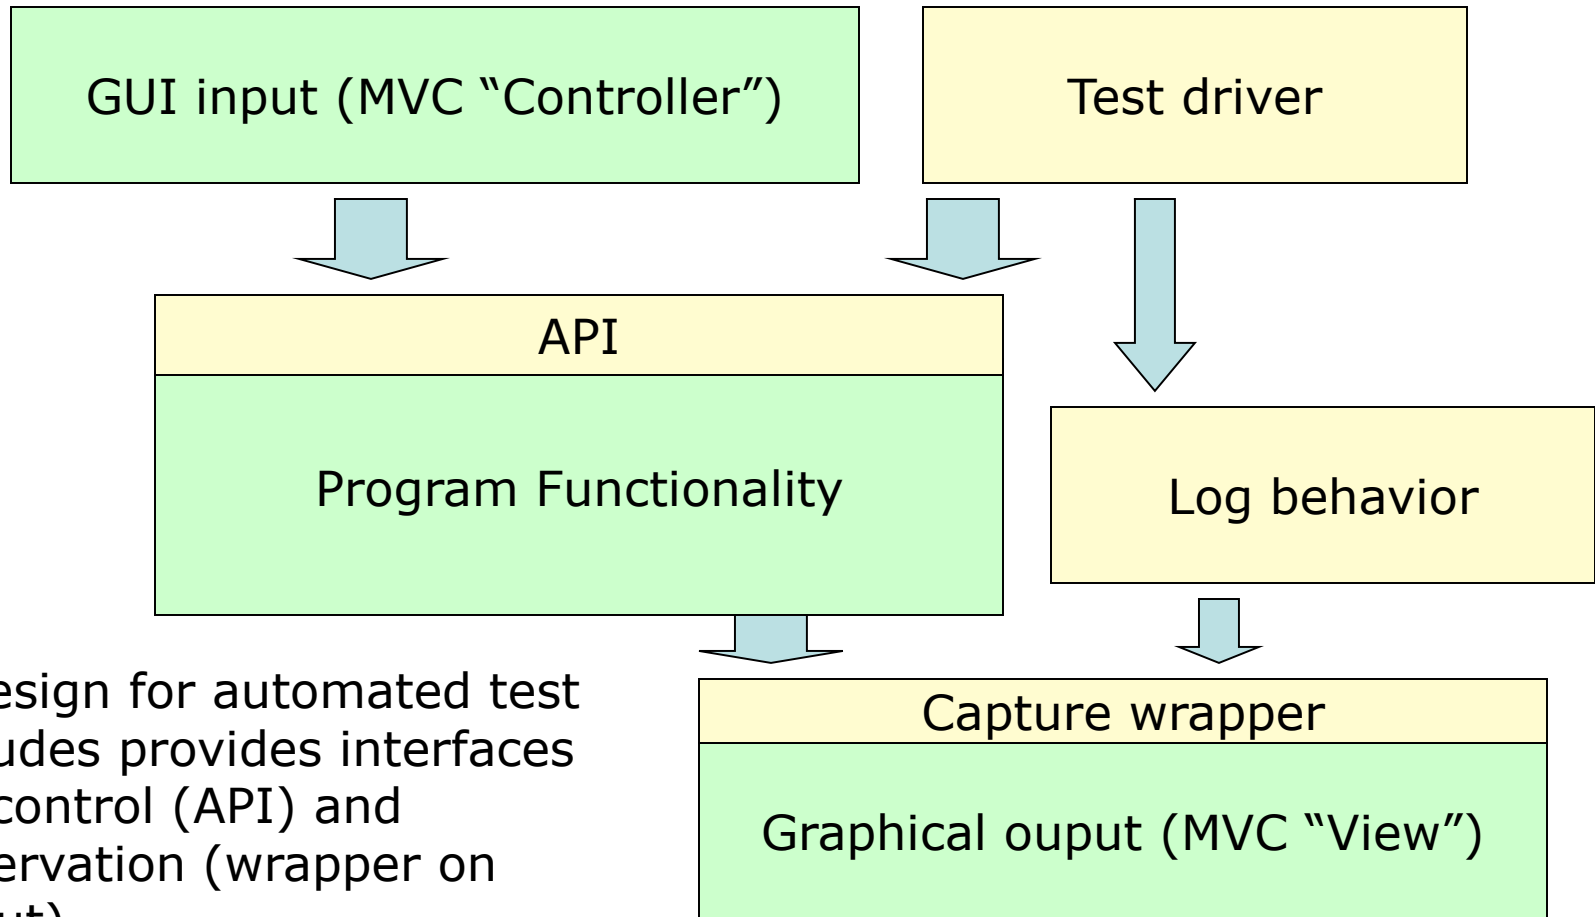 GUI input (MVC “Controller”)
Test driver
API
Program Functionality
Log behavior
esign for automated test
udes provides interfaces
control (API) and
ervation (wrapper on
Capture wrapper
Graphical ouput (MVC “View”)